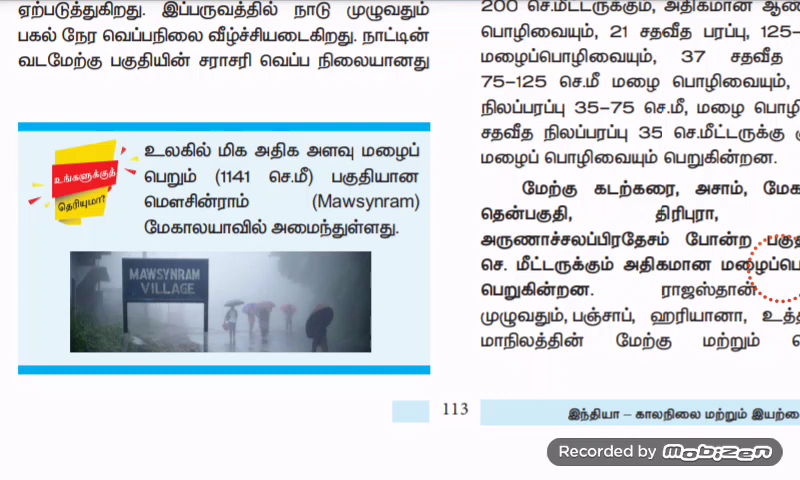 ஏற்படுத்துகிறது. இப்பருவத்தில் நாடு முழுவதும்
பகல் நேர வெப்பநிலை வீழ்ச்சியடைகிறது. நாட்டின்
வடமேற்கு பகுதியின் சராசரி வெப்ப நிலையானது
உங்களுக்குத்
தெரியுமா?
உலகில் மிக அதிக அளவு மழைப்
பெறும் (1141 செ.மீ) பகுதியான
மௌசின்ராம் (Mawsynram)
மேகாலயாவில் அமைந்துள்ளது.
MAWSYNRAM
VILLAGE
200 செ.மீட்டருக்கும், அதிகமான
பொழிவையும், 21 சதவீத பரப்பு, 125–
மழைப்பொழிவையும், 37 சதவீத
75–125 செ.மீ மழை பொழிவையும்,
நிலப்பரப்பு 35–75 செ.மீ, மழை
சதவீத நிலப்பரப்பு 35 செ.மீட்டருக்கு
மழைப் பொழிவையும் பெறுகின்றன.
மேற்கு கடற்கரை, அசாம்,
தென்பகுதி, திரிபுரா,
அருணாச்சலப்பிரதேசம் போன்ற
செ. மீட்டருக்கும் அதிகமான
பெறுகின்றன. ராஜஸ்தான்
முழுவதும், பஞ்சாப், ஹரியானா,
மாநிலத்தின் மேற்கு மற்றும்
113
இந்தியா – காலநிலை மற்றும்
Recorded by mobizen